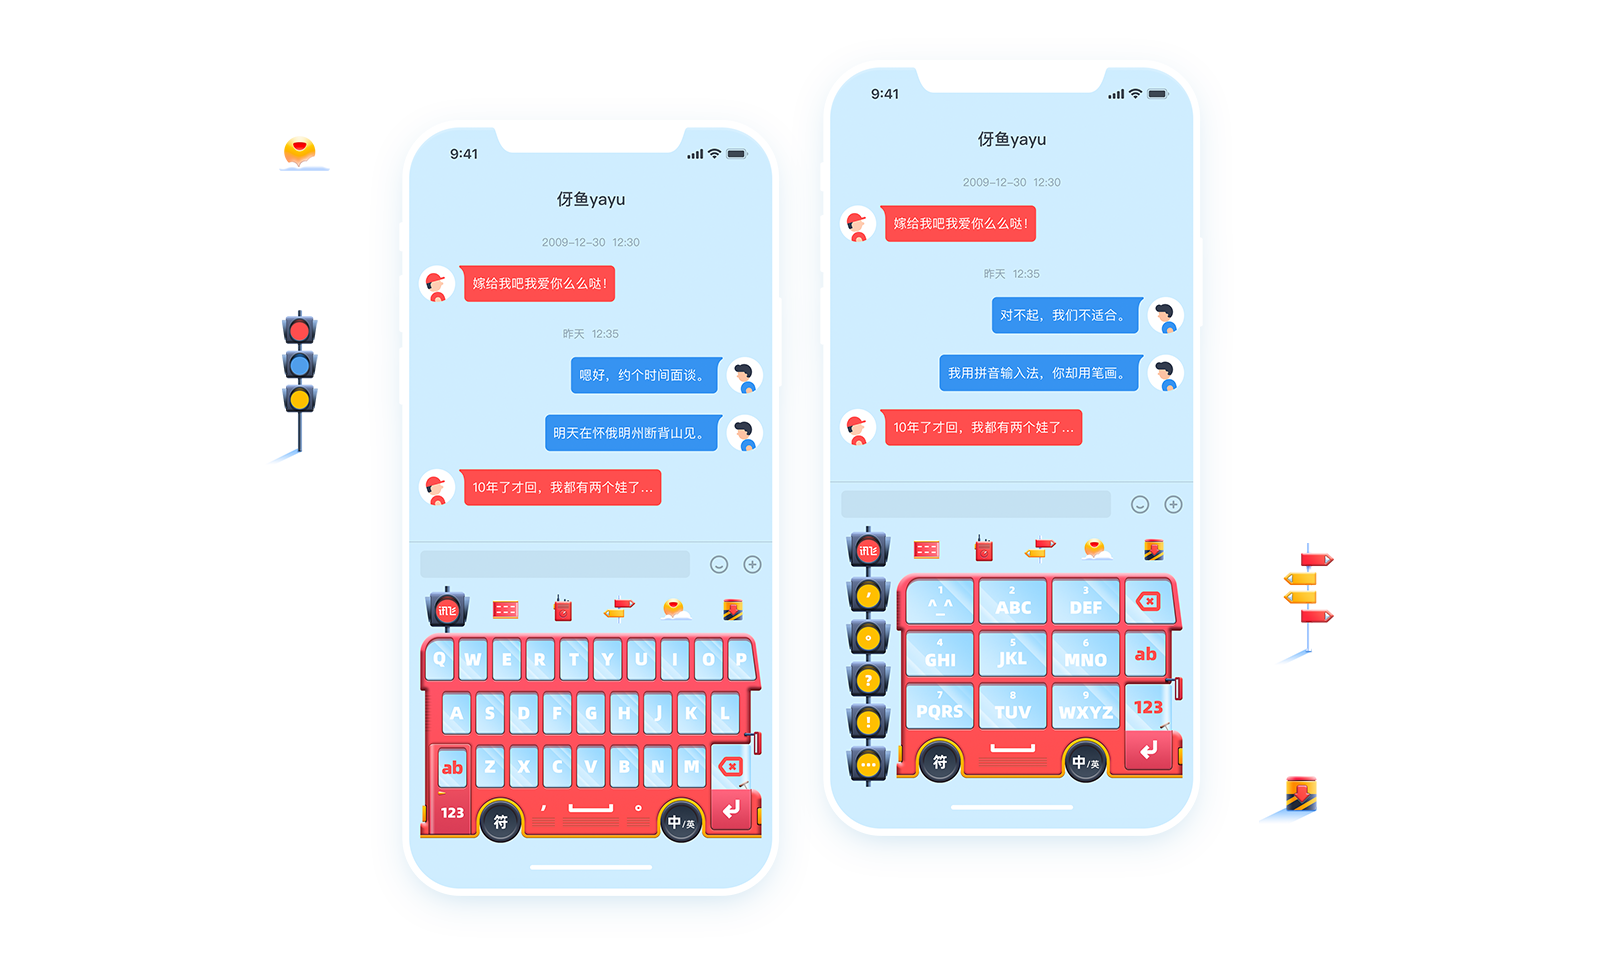 9:41
伢鱼yayu
2009-12-30 12:30
嫁给我吧我爱你么么哒!
昨天 12:35
嗯好，约个时间面谈。
明天在怀俄明州断背山见。
10年了才回，我都有两个娃了...
讯飞
Q W E R T Y U I O P
A S D F G H J K L
ab Z X C V B N M
123 符 , 。 中/英
9:41
伢鱼yayu
2009-12-30 12:30
嫁给我吧我爱你么么哒!
昨天 12:35
对不起，我们不适合。
我用拼音输入法，你却用笔画。
10年了才回，我都有两个娃了...
讯飞
, 。 ? ! ...
1 2 3
^_^ ABC DEF
4 5 6
GHI JKL MNO ab
7 8 9
PQRS TUV WXYZ 123
符 中/英